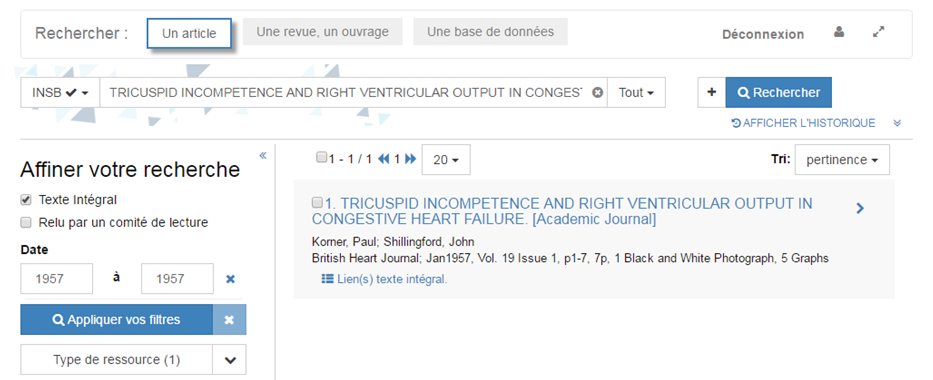 Rechercher : Un article Une revue, un ouvrage Une base de données Déconnexion
INSB TRICUSPID INCOMPETENCE AND RIGHT VENTRICULAR OUTPUT IN CONGEST Tout + Rechercher
AFFICHER L'HISTORIQUE
Affiner votre recherche
Texte Intégral
Relu par un comité de lecture
Date
1957 à 1957
Appliquer vos filtres
Type de ressource (1)
1 - 1 / 1 1 20 Tri: pertinence
1. TRICUSPID INCOMPETENCE AND RIGHT VENTRICULAR OUTPUT IN
CONGESTIVE HEART FAILURE. [Academic Journal]
Korner, Paul; Shillingford, John
British Heart Journal; Jan1957, Vol. 19 Issue 1, p1-7, 7p, 1 Black and White Photograph, 5 Graphs
Lien(s) texte intégral.